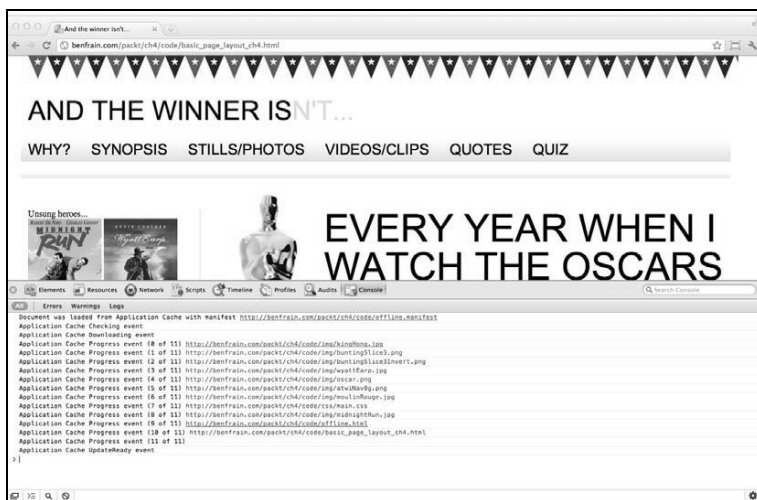 And the winner isn't...
benfrain.com/packt/ch4/code/basic_page_layout_ch4.html
AND THE WINNER ISN'T...
WHY? SYNOPSIS STILLS/PHOTOS VIDEOS/CLIPS QUOTES QUIZ
Unsung heroes...
MIDNIGHT RUN
KEVIN COSTNER
Wyatt Earp
EVERY YEAR WHEN I
WATCH THE OSCARS
Elements Resources Network Scripts Timeline Profiles Audits Console Search Console
All Errors Warnings Logs
Document was loaded from Application Cache with manifest http://benfrain.com/packt/ch4/code/offline.manifest
Application Cache Checking event
Application Cache Downloading event
Application Cache Progress event (0 of 11) http://benfrain.com/packt/ch4/code/img/kingHong.jpg
Application Cache Progress event (1 of 11) http://benfrain.com/packt/ch4/code/img/buntingSlice3.png
Application Cache Progress event (2 of 11) http://benfrain.com/packt/ch4/code/img/buntingSlice3Invert.png
Application Cache Progress event (3 of 11) http://benfrain.com/packt/ch4/code/img/wyattEarp.jpg
Application Cache Progress event (4 of 11) http://benfrain.com/packt/ch4/code/img/oscar.png
Application Cache Progress event (5 of 11) http://benfrain.com/packt/ch4/code/img/atwiNavBg.png
Application Cache Progress event (6 of 11) http://benfrain.com/packt/ch4/code/img/moulinRouge.jpg
Application Cache Progress event (7 of 11) http://benfrain.com/packt/ch4/code/css/main.css
Application Cache Progress event (8 of 11) http://benfrain.com/packt/ch4/code/img/midnightRun.jpg
Application Cache Progress event (9 of 11) http://benfrain.com/packt/ch4/code/offline.html
Application Cache Progress event (10 of 11) http://benfrain.com/packt/ch4/code/basic_page_layout_ch4.html
Application Cache Progress event (11 of 11)
Application Cache UpdateReady event